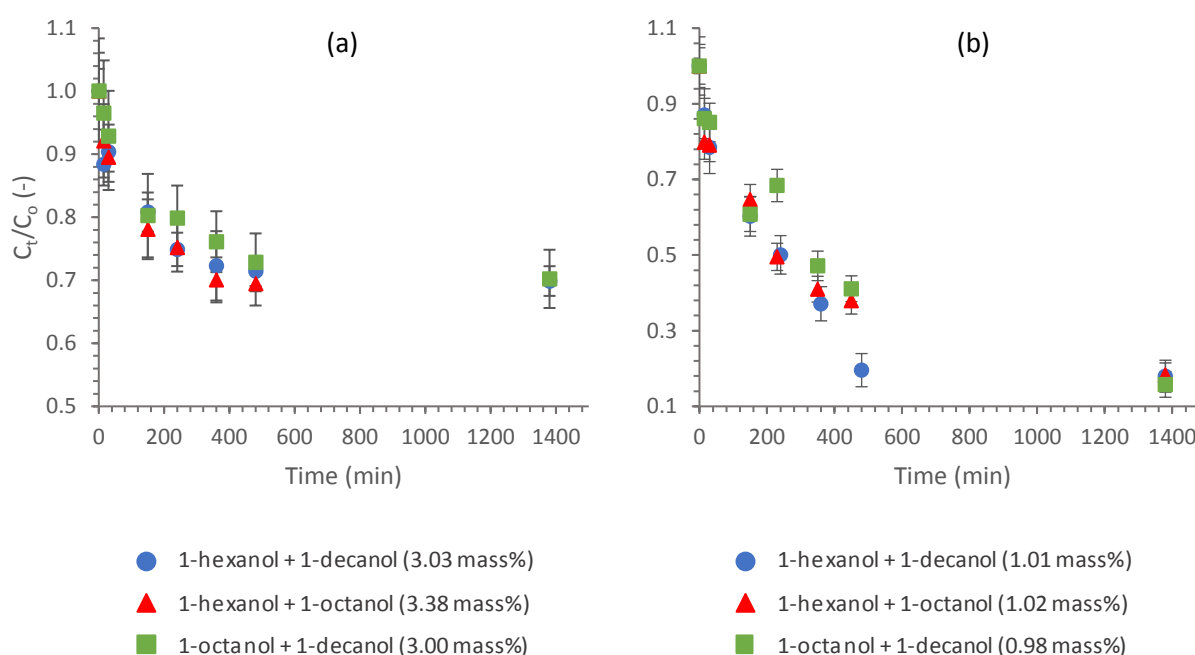 (a)
1.1
1.0
0.9
0.8
0.7
0.6
0.5
Cₜ/Cₒ (-)
0 200 400 600 800 1000 1200 1400
Time (min)
(b)
1.1
0.9
0.7
0.5
0.3
0.1
0 200 400 600 800 1000 1200 1400
Time (min)
1-hexanol + 1-decanol (3.03 mass%)
1-hexanol + 1-octanol (3.38 mass%)
1-octanol + 1-decanol (3.00 mass%)
1-hexanol + 1-decanol (1.01 mass%)
1-hexanol + 1-octanol (1.02 mass%)
1-octanol + 1-decanol (0.98 mass%)